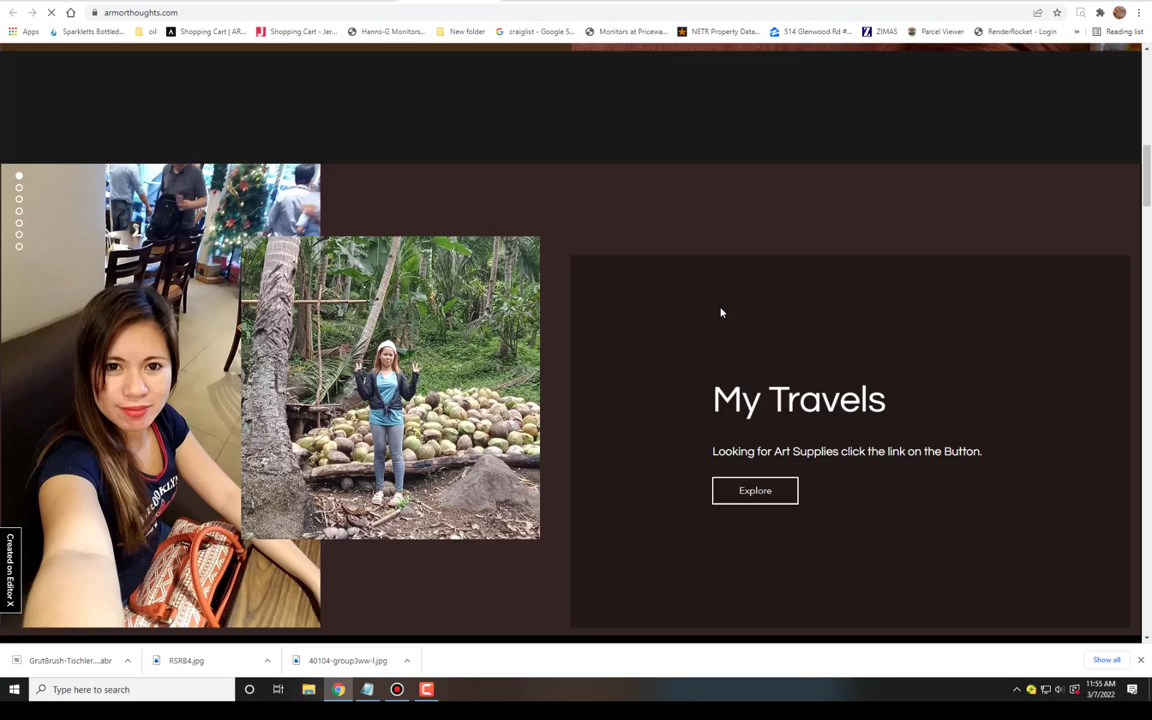 armorthoughts.com
Apps
Sparkletts Bottled...
oil
Shopping Cart | AR...
Shopping Cart - Jer...
Hanns-G Monitors...
New folder
craiglist - Google S...
Monitors at Pricewa...
NETR Property Data...
514 Glenwood Rd #...
ZIMAS
Parcel Viewer
RenderRocket - Login
»
Reading list
My Travels
Looking for Art Supplies click the link on the Button.
Explore
Created on Editor X
GrutBrush-Tischler....abr
RSRB4.jpg
40104-group3ww-l.jpg
Show all
Type here to search
11:55 AM
3/7/2022